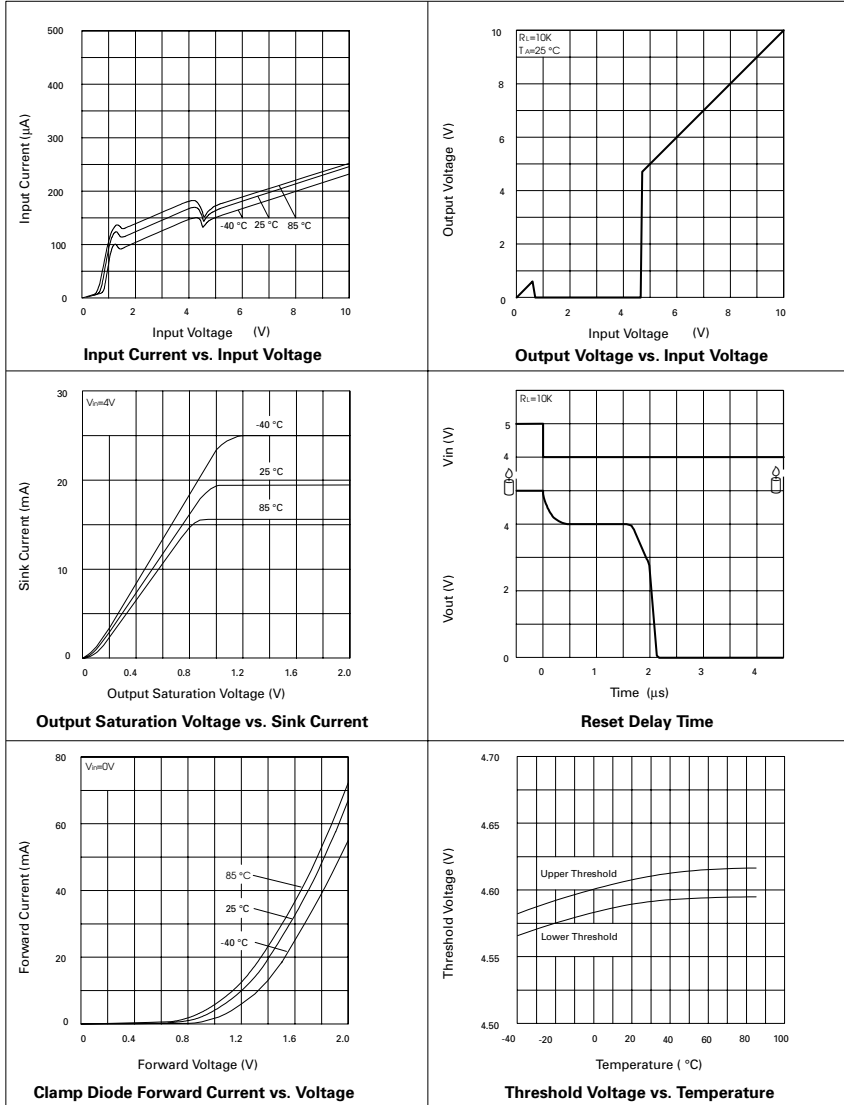 500
400
300
200
100
0
0 2 4 6 8 10
Input Current (µA)
-40 °C 25 °C 85 °C
Input Voltage (V)
Input Current vs. Input Voltage
RL=10K
TA=25 °C
10
8
6
4
2
0
0 2 4 6 8 10
Output Voltage (V)
Input Voltage (V)
Output Voltage vs. Input Voltage
Vin=4V
30
20
10
0
0 0.4 0.8 1.2 1.6 2.0
Sink Current (mA)
-40 °C
25 °C
85 °C
Output Saturation Voltage (V)
Output Saturation Voltage vs. Sink Current
RL=10K
5
4
Vin (V)
4
2
0
Vout (V)
0 1 2 3 4
Time (µs)
Reset Delay Time
Vin=0V
80
60
40
20
0
0 0.4 0.8 1.2 1.6 2.0
Forward Current (mA)
85 °C
25 °C
-40 °C
Forward Voltage (V)
Clamp Diode Forward Current vs. Voltage
4.70
4.65
4.60
4.55
4.50
-40 -20 0 20 40 60 80 100
Threshold Voltage (V)
Upper Threshold
Lower Threshold
Temperature ( °C)
Threshold Voltage vs. Temperature